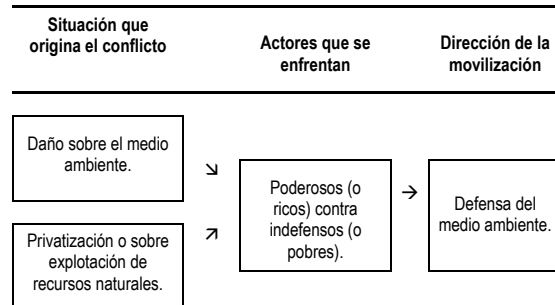 Situación que
origina el conflicto
Actores que se
enfrentan
Dirección de la
movilización
Daño sobre el medio
ambiente.
Privatización o sobre
explotación de
recursos naturales.
↘
↗
Poderosos (o
ricos) contra
indefensos (o
pobres).
→
Defensa del
medio ambiente.